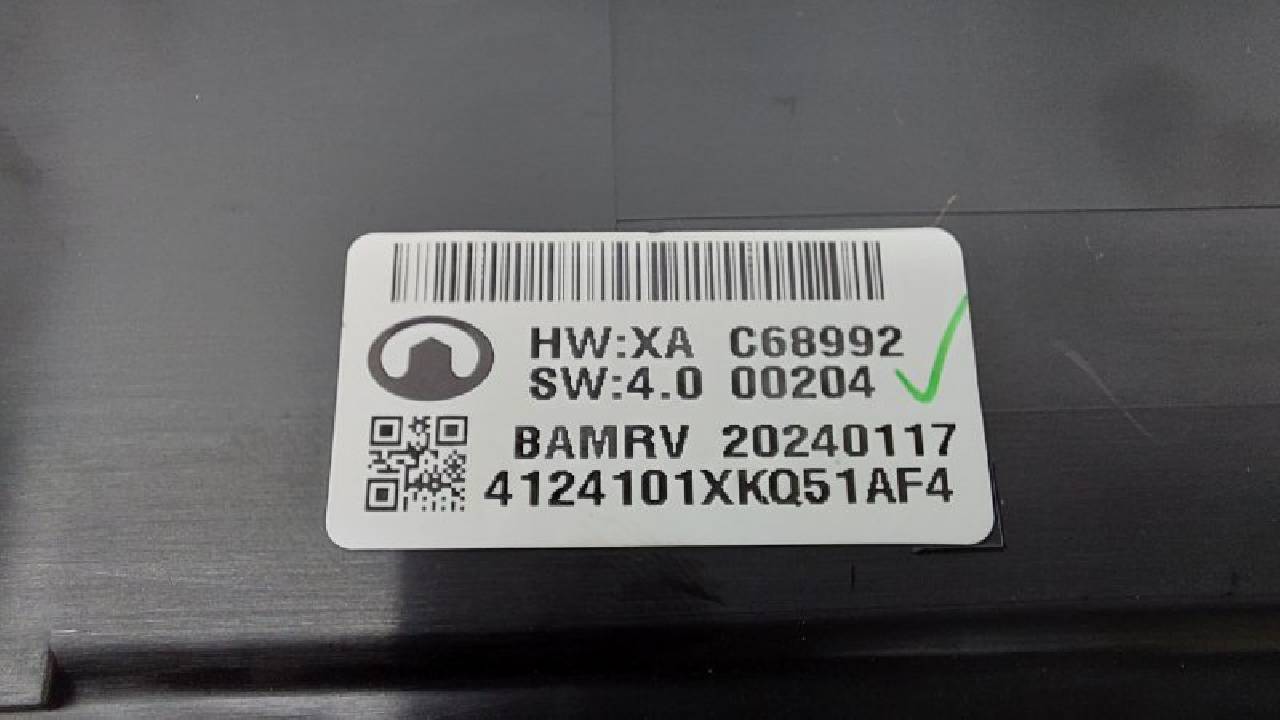 HW:XA C68992
SW:4.0 00204
BAMRV 20240117
4124101XKQ51AF4